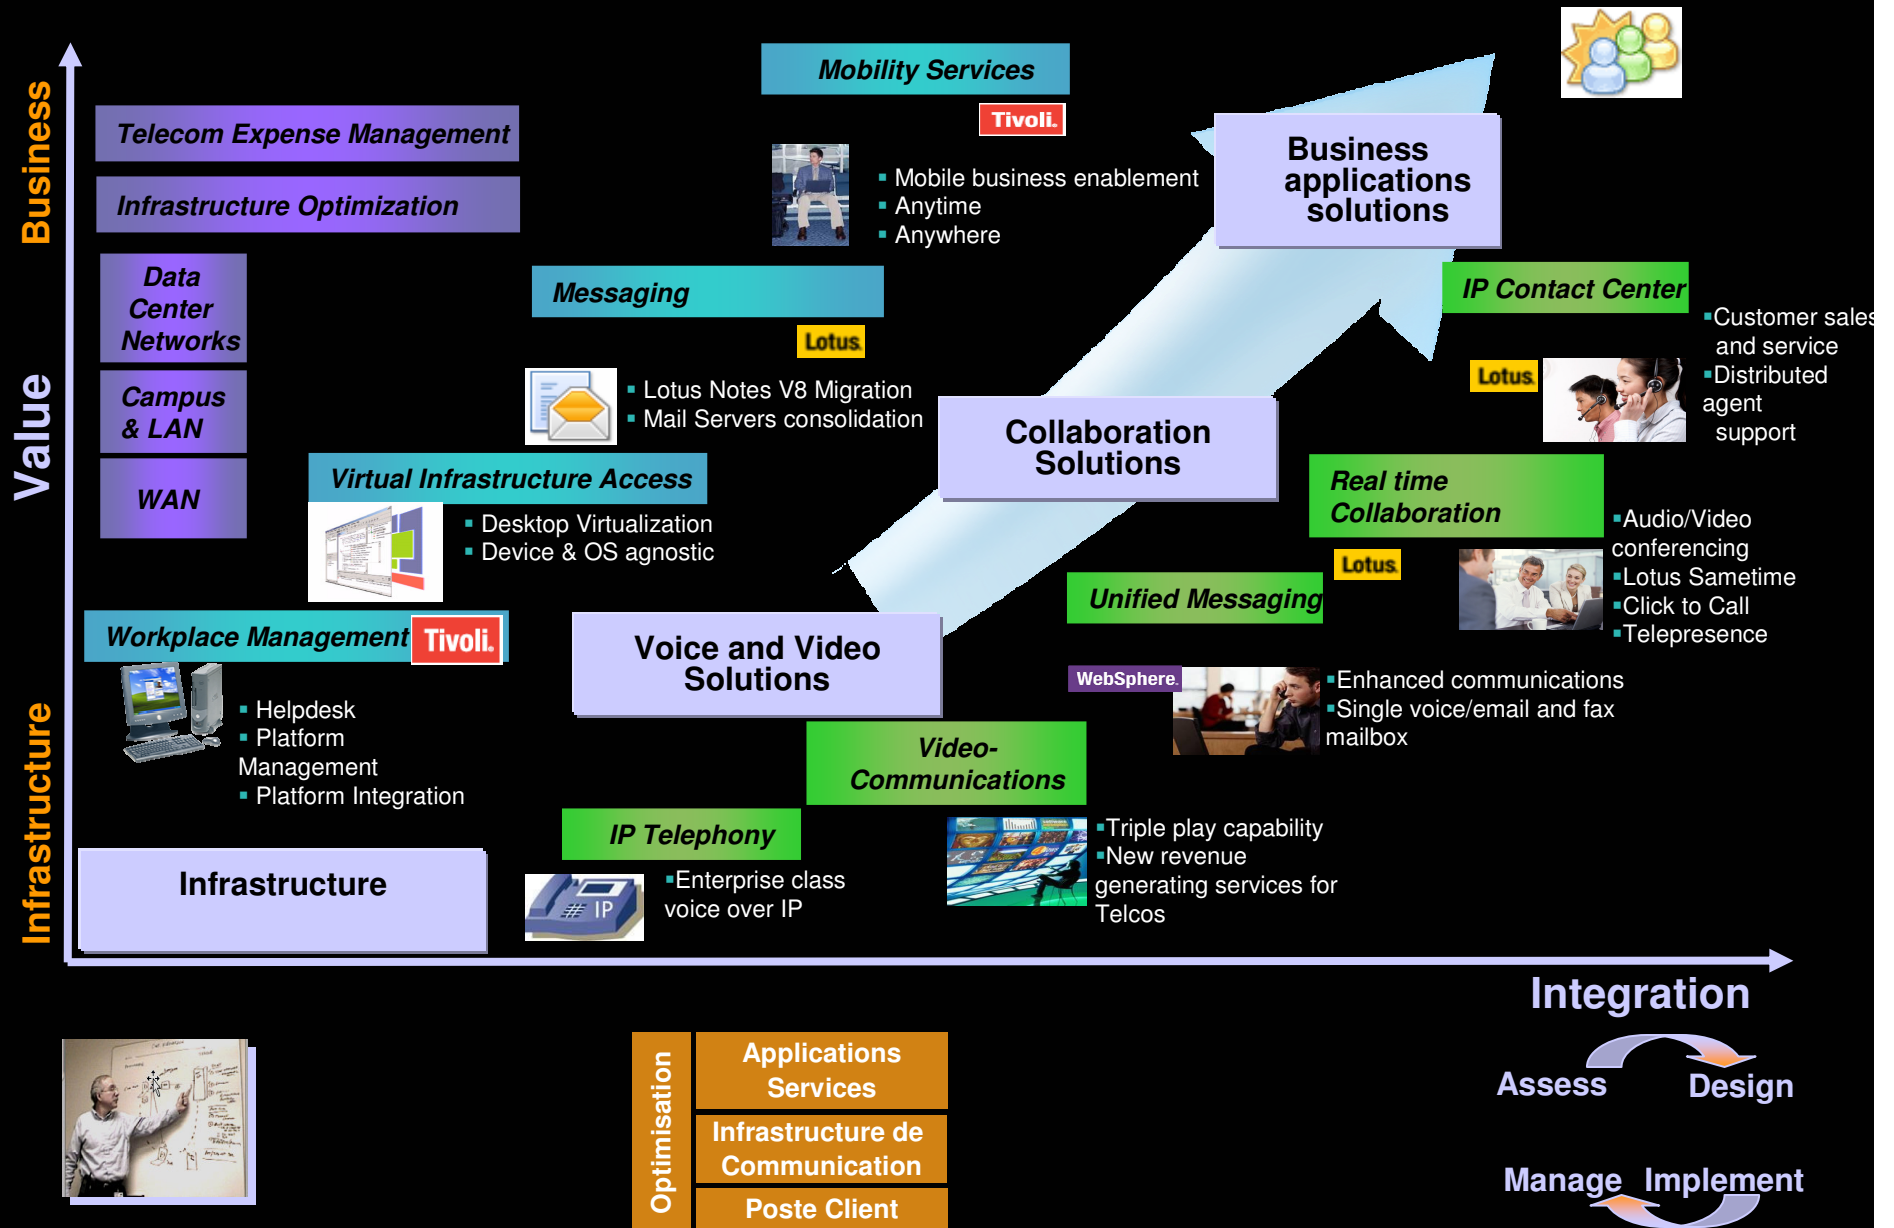 Business
Value
Infrastructure
Telecom Expense Management
Infrastructure Optimization
Data
Center
Networks
Campus
& LAN
WAN
Mobility Services
Tivoli.
▪ Mobile business enablement
▪ Anytime
▪ Anywhere
Messaging
Lotus.
▪ Lotus Notes V8 Migration
▪ Mail Servers consolidation
Virtual Infrastructure Access
▪ Desktop Virtualization
▪ Device & OS agnostic
Workplace Management
Tivoli.
▪ Helpdesk
▪ Platform
Management
▪ Platform Integration
Infrastructure
Business
applications
solutions
Collaboration
Solutions
Voice and Video
Solutions
IP Contact Center
Lotus.
▪Customer sales
and service
▪Distributed
agent
support
Real time
Collaboration
Lotus.
▪Audio/Video
conferencing
▪Lotus Sametime
▪Click to Call
▪Telepresence
Unified Messaging
WebSphere.
▪Enhanced communications
▪Single voice/email and fax
mailbox
Video-
Communications
▪Triple play capability
▪New revenue
generating services for
Telcos
IP Telephony
IP
▪Enterprise class
voice over IP
Integration
Optimisation
Applications
Services
Infrastructure de
Communication
Poste Client
Assess
Design
Manage
Implement